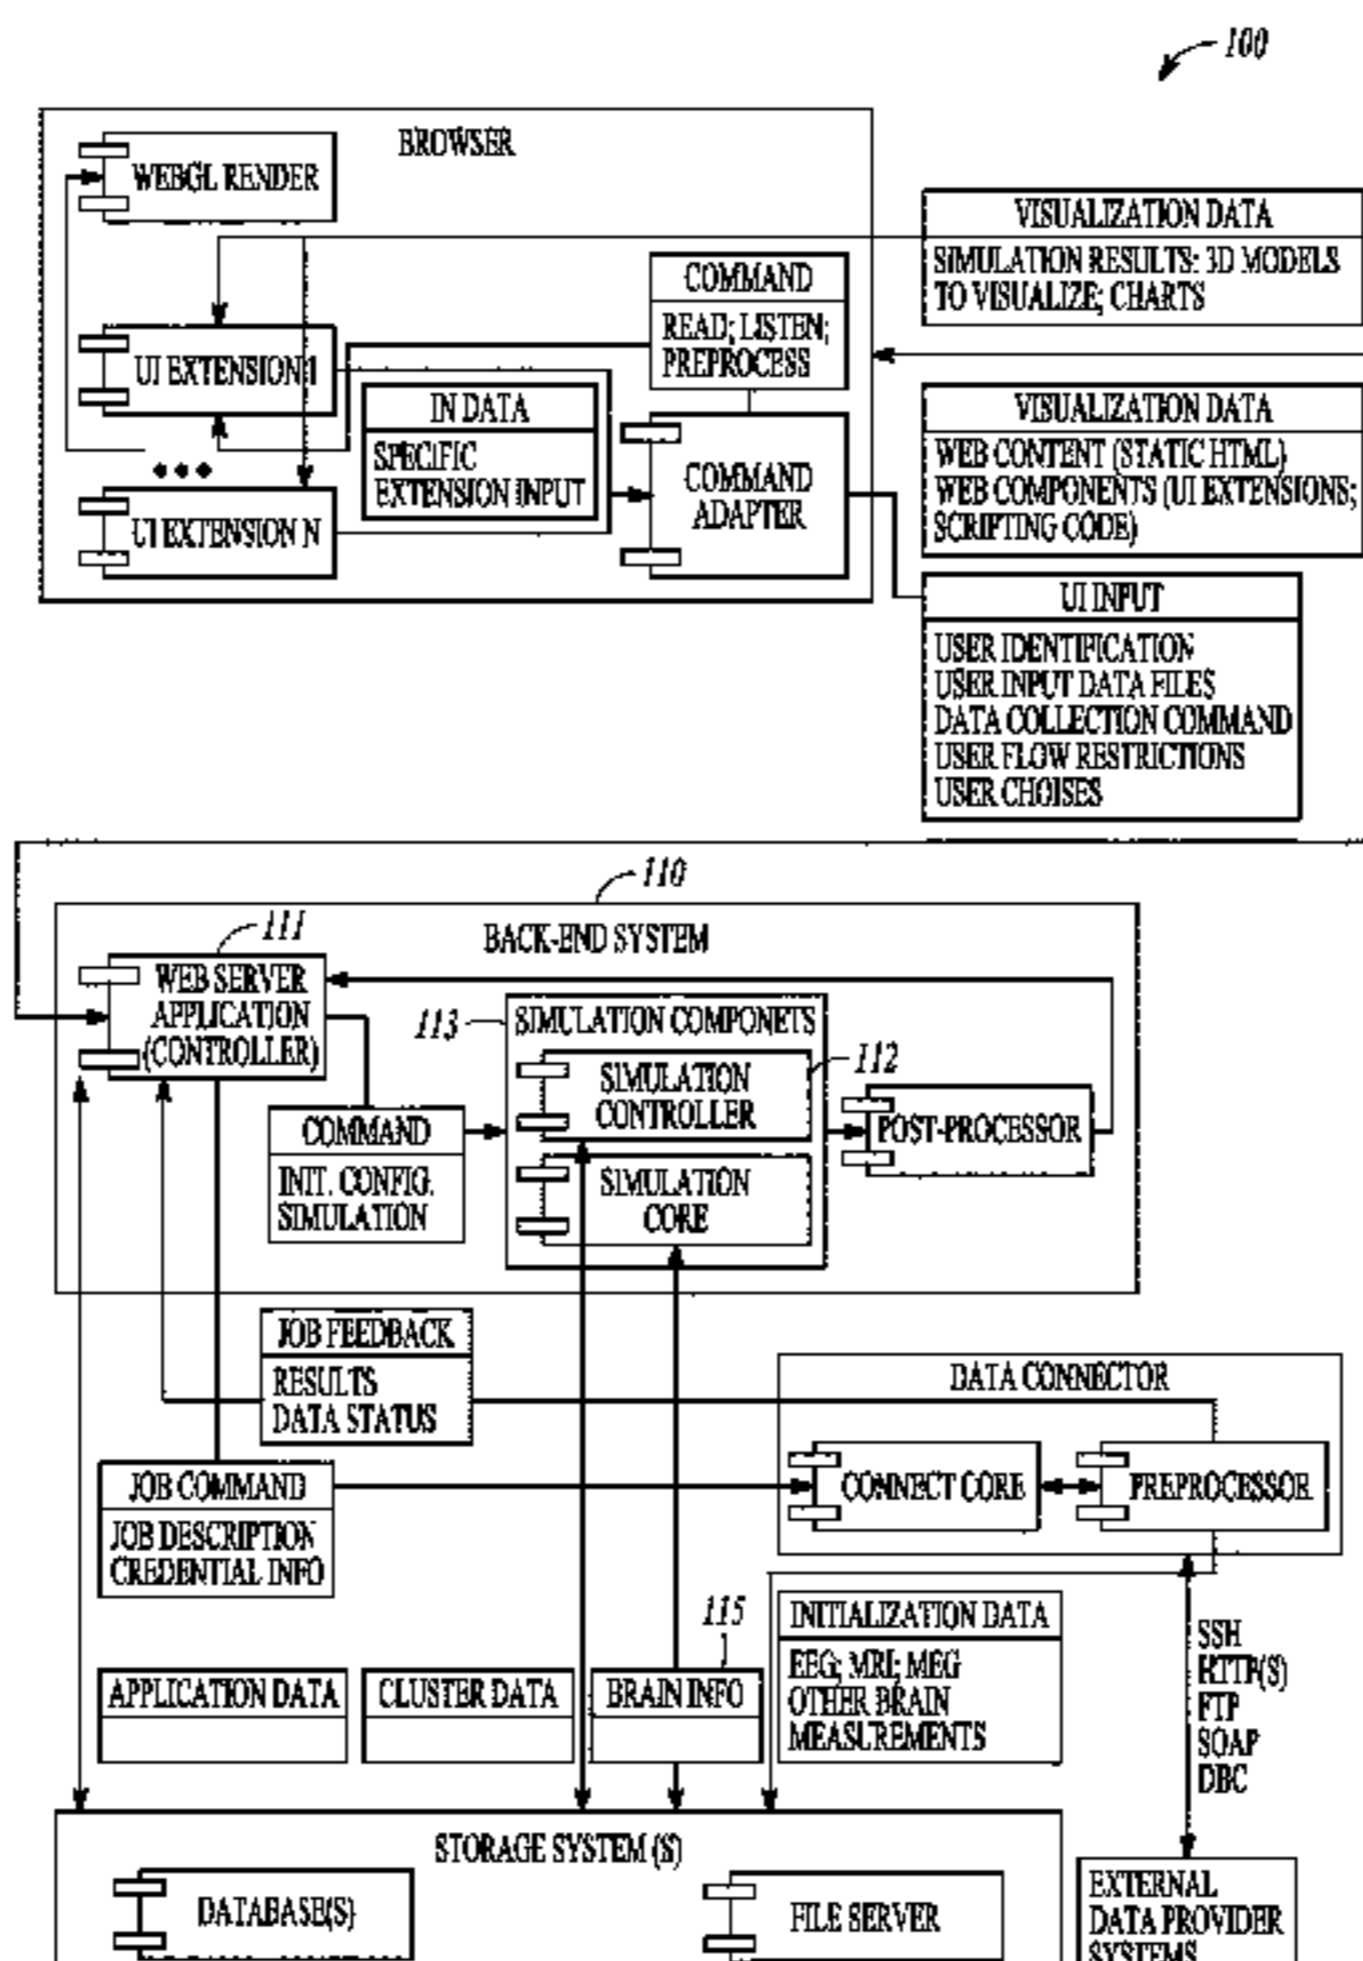 100
BROWSER
WEBGL RENDER
VISUALIZATION DATA
SIMULATION RESULTS: 3D MODELS
TO VISUALIZE; CHARTS
COMMAND
READ; LISTEN;
PREPROCESS
UI EXTENSION 1
IN DATA
SPECIFIC
EXTENSION INPUT
VISUALIZATION DATA
WEB CONTENT (STATIC HTML)
WEB COMPONENTS (UI EXTENSIONS;
SCRIPTING CODE)
COMMAND
ADAPTER
UI EXTENSION N
UI INPUT
USER IDENTIFICATION
USER INPUT DATA FILES
DATA COLLECTION COMMAND
USER FLOW RESTRICTIONS
USER CHOISES
110
BACK-END SYSTEM
111
WEB SERVER
APPLICATION
(CONTROLLER)
113
SIMULATION COMPONETS
112
SIMULATION
CONTROLLER
COMMAND
INIT. CONFIG.
SIMULATION
SIMULATION
CORE
POST-PROCESSOR
JOB FEEDBACK
RESULTS
DATA STATUS
DATA CONNECTOR
CONNECT CORE
PREPROCESSOR
JOB COMMAND
JOB DESCRIPTION
CREDENTIAL INFO
115
INITIALIZATION DATA
EEG; MRI; MEG
OTHER BRAIN
MEASUREMENTS
SSH
HTTP(S)
FTP
SOAP
DBC
APPLICATION DATA
CLUSTER DATA
BRAIN INFO
STORAGE SYSTEM (S)
DATABASE(S)
FILE SERVER
EXTERNAL
DATA PROVIDER
SYSTEMS